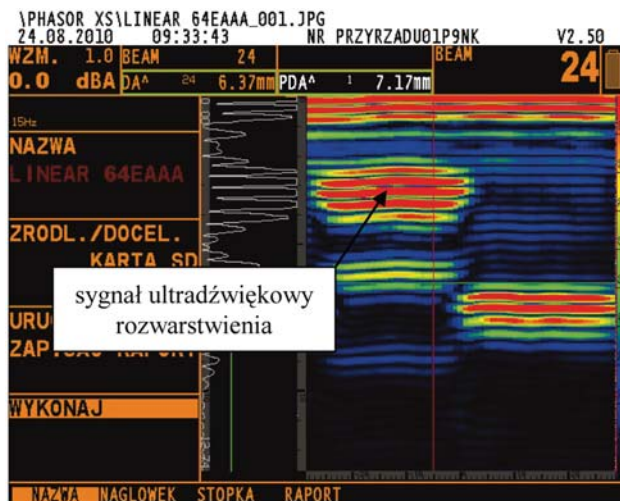 \PHASOR XS\LINEAR 64EAAA_001.JPG
24.08.2010 09:33:43 NR PRZYRZADU01P9NK V2.50
WZM. 1.0 BEAM 24 BEAM
0.0 dBA DA^ 24 6.37mm PDA^ 1 7.17mm 24
15Hz
NAZWA
LINEAR 64EAAA
ZRODL./DOCEL.
KARTA SD
sygnał ultradźwiękowy
rozwarstwienia
WYKONAJ
NAZWA NAGLOWEK STOPKA RAPORT